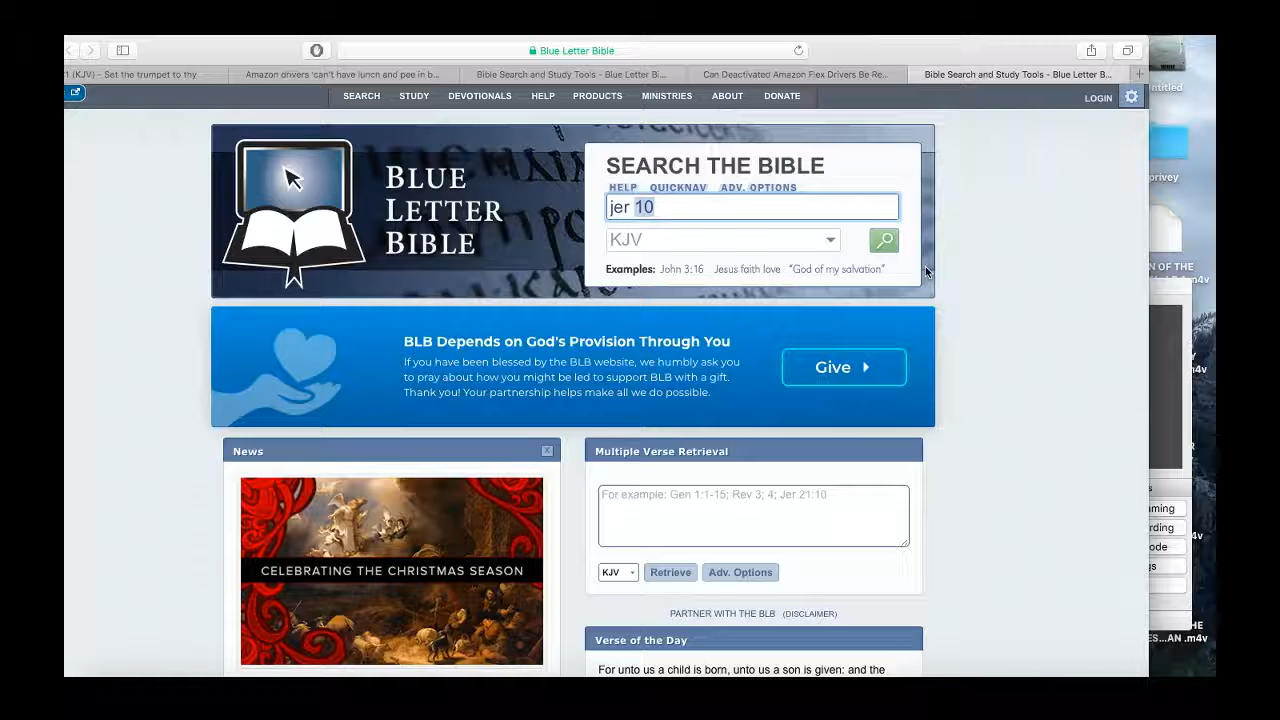 Blue Letter Bible
1 (KJV) - Set the trumpet to thy
Amazon drivers 'can't have lunch and pee in b...
Bible Search and Study Tools - Blue Letter Bi...
Can Deactivated Amazon Flex Drivers Be Re...
Bible Search and Study Tools - Blue Letter B...
SEARCH STUDY DEVOTIONALS HELP PRODUCTS MINISTRIES ABOUT DONATE
LOGIN
ntitled
privey
N OF THE
BLUE
LETTER
BIBLE
SEARCH THE BIBLE
HELP QUICKNAV ADV. OPTIONS
jer 10
KJV
Examples: John 3:16 Jesus faith love "God of my salvation"
BLB Depends on God's Provision Through You
If you have been blessed by the BLB website, we humbly ask you
to pray about how you might be led to support BLB with a gift.
Thank you! Your partnership helps make all we do possible.
Give
News
CELEBRATING THE CHRISTMAS SEASON
Multiple Verse Retrieval
For example: Gen 1:1-15; Rev 3; 4; Jer 21:10
KJV Retrieve Adv. Options
PARTNER WITH THE BLB (DISCLAIMER)
Verse of the Day
For unto us a child is born, unto us a son is given: and the
ming
rding
ode
gs
HE
ES...AN .m4v